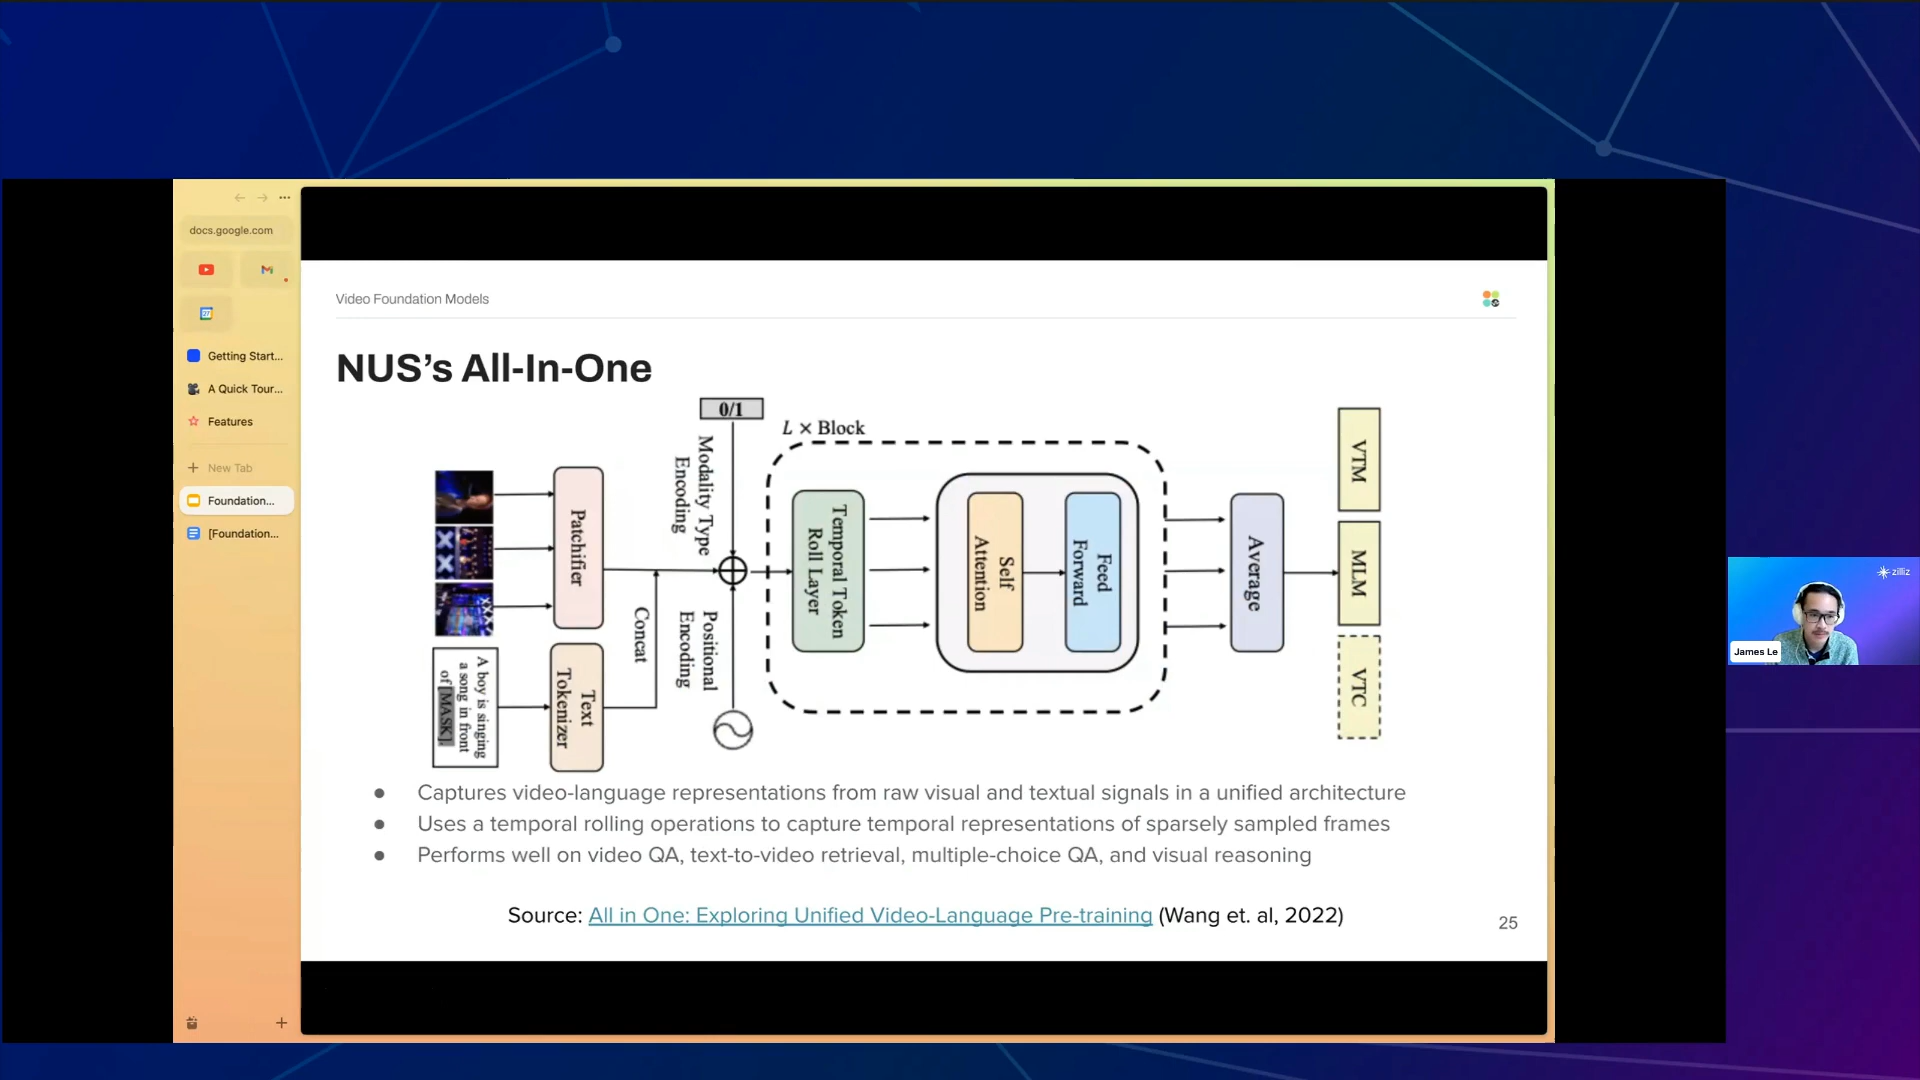 docs.google.com
27
Getting Start...
A Quick Tour...
Features
New Tab
Foundation...
[Foundation...
Video Foundation Models
NUS’s All-In-One
A boy is singing
a song in front
of [MASK].
Patchifier
Text
Tokenizer
Concat
0/1
Modality Type
Encoding
Positional
Encoding
L × Block
Temporal Token
Roll Layer
Self
Attention
Feed
Forward
Average
VTM
MLM
VTC
● Captures video-language representations from raw visual and textual signals in a unified architecture
● Uses a temporal rolling operations to capture temporal representations of sparsely sampled frames
● Performs well on video QA, text-to-video retrieval, multiple-choice QA, and visual reasoning
Source: All in One: Exploring Unified Video-Language Pre-training (Wang et. al, 2022)
25
zilliz
James Le